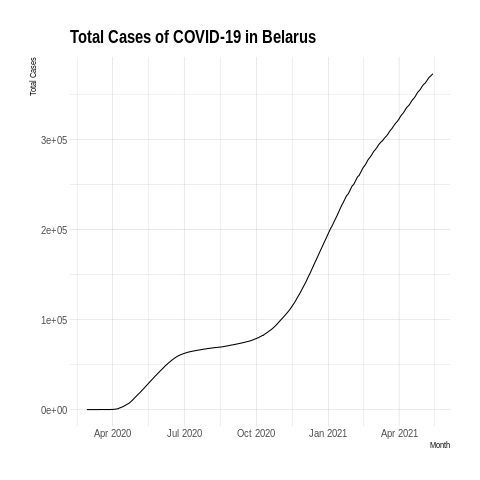 Total Cases of COVID-19 in Belarus
Total Cases
3e+05
2e+05
1e+05
0e+00
Apr 2020 Jul 2020 Oct 2020 Jan 2021 Apr 2021
Month